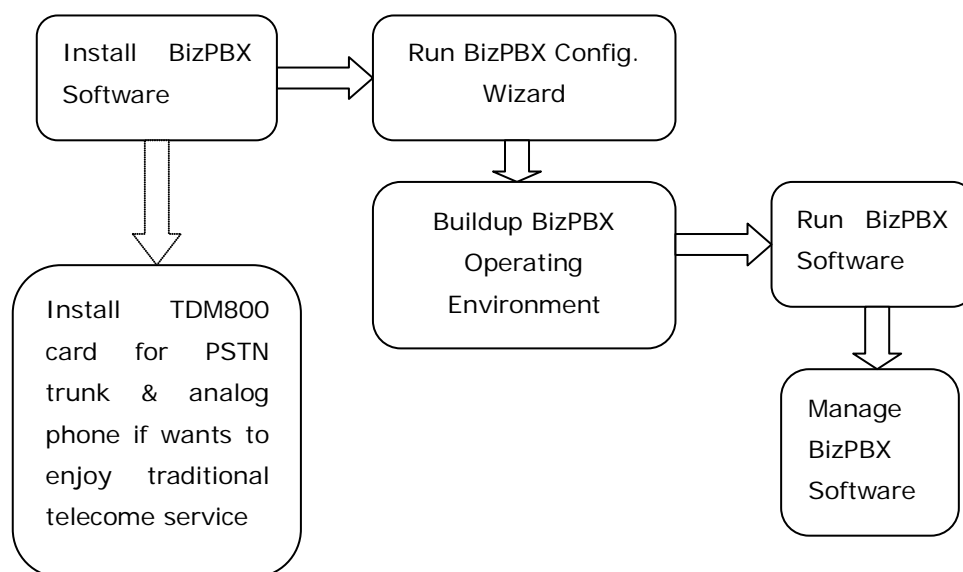 Install BizPBX
Software
Run BizPBX Config.
Wizard
Buildup BizPBX
Operating
Environment
Run BizPBX
Software
Install TDM800
card for PSTN
trunk & analog
phone if wants to
enjoy traditional
telecome service
Manage
BizPBX
Software